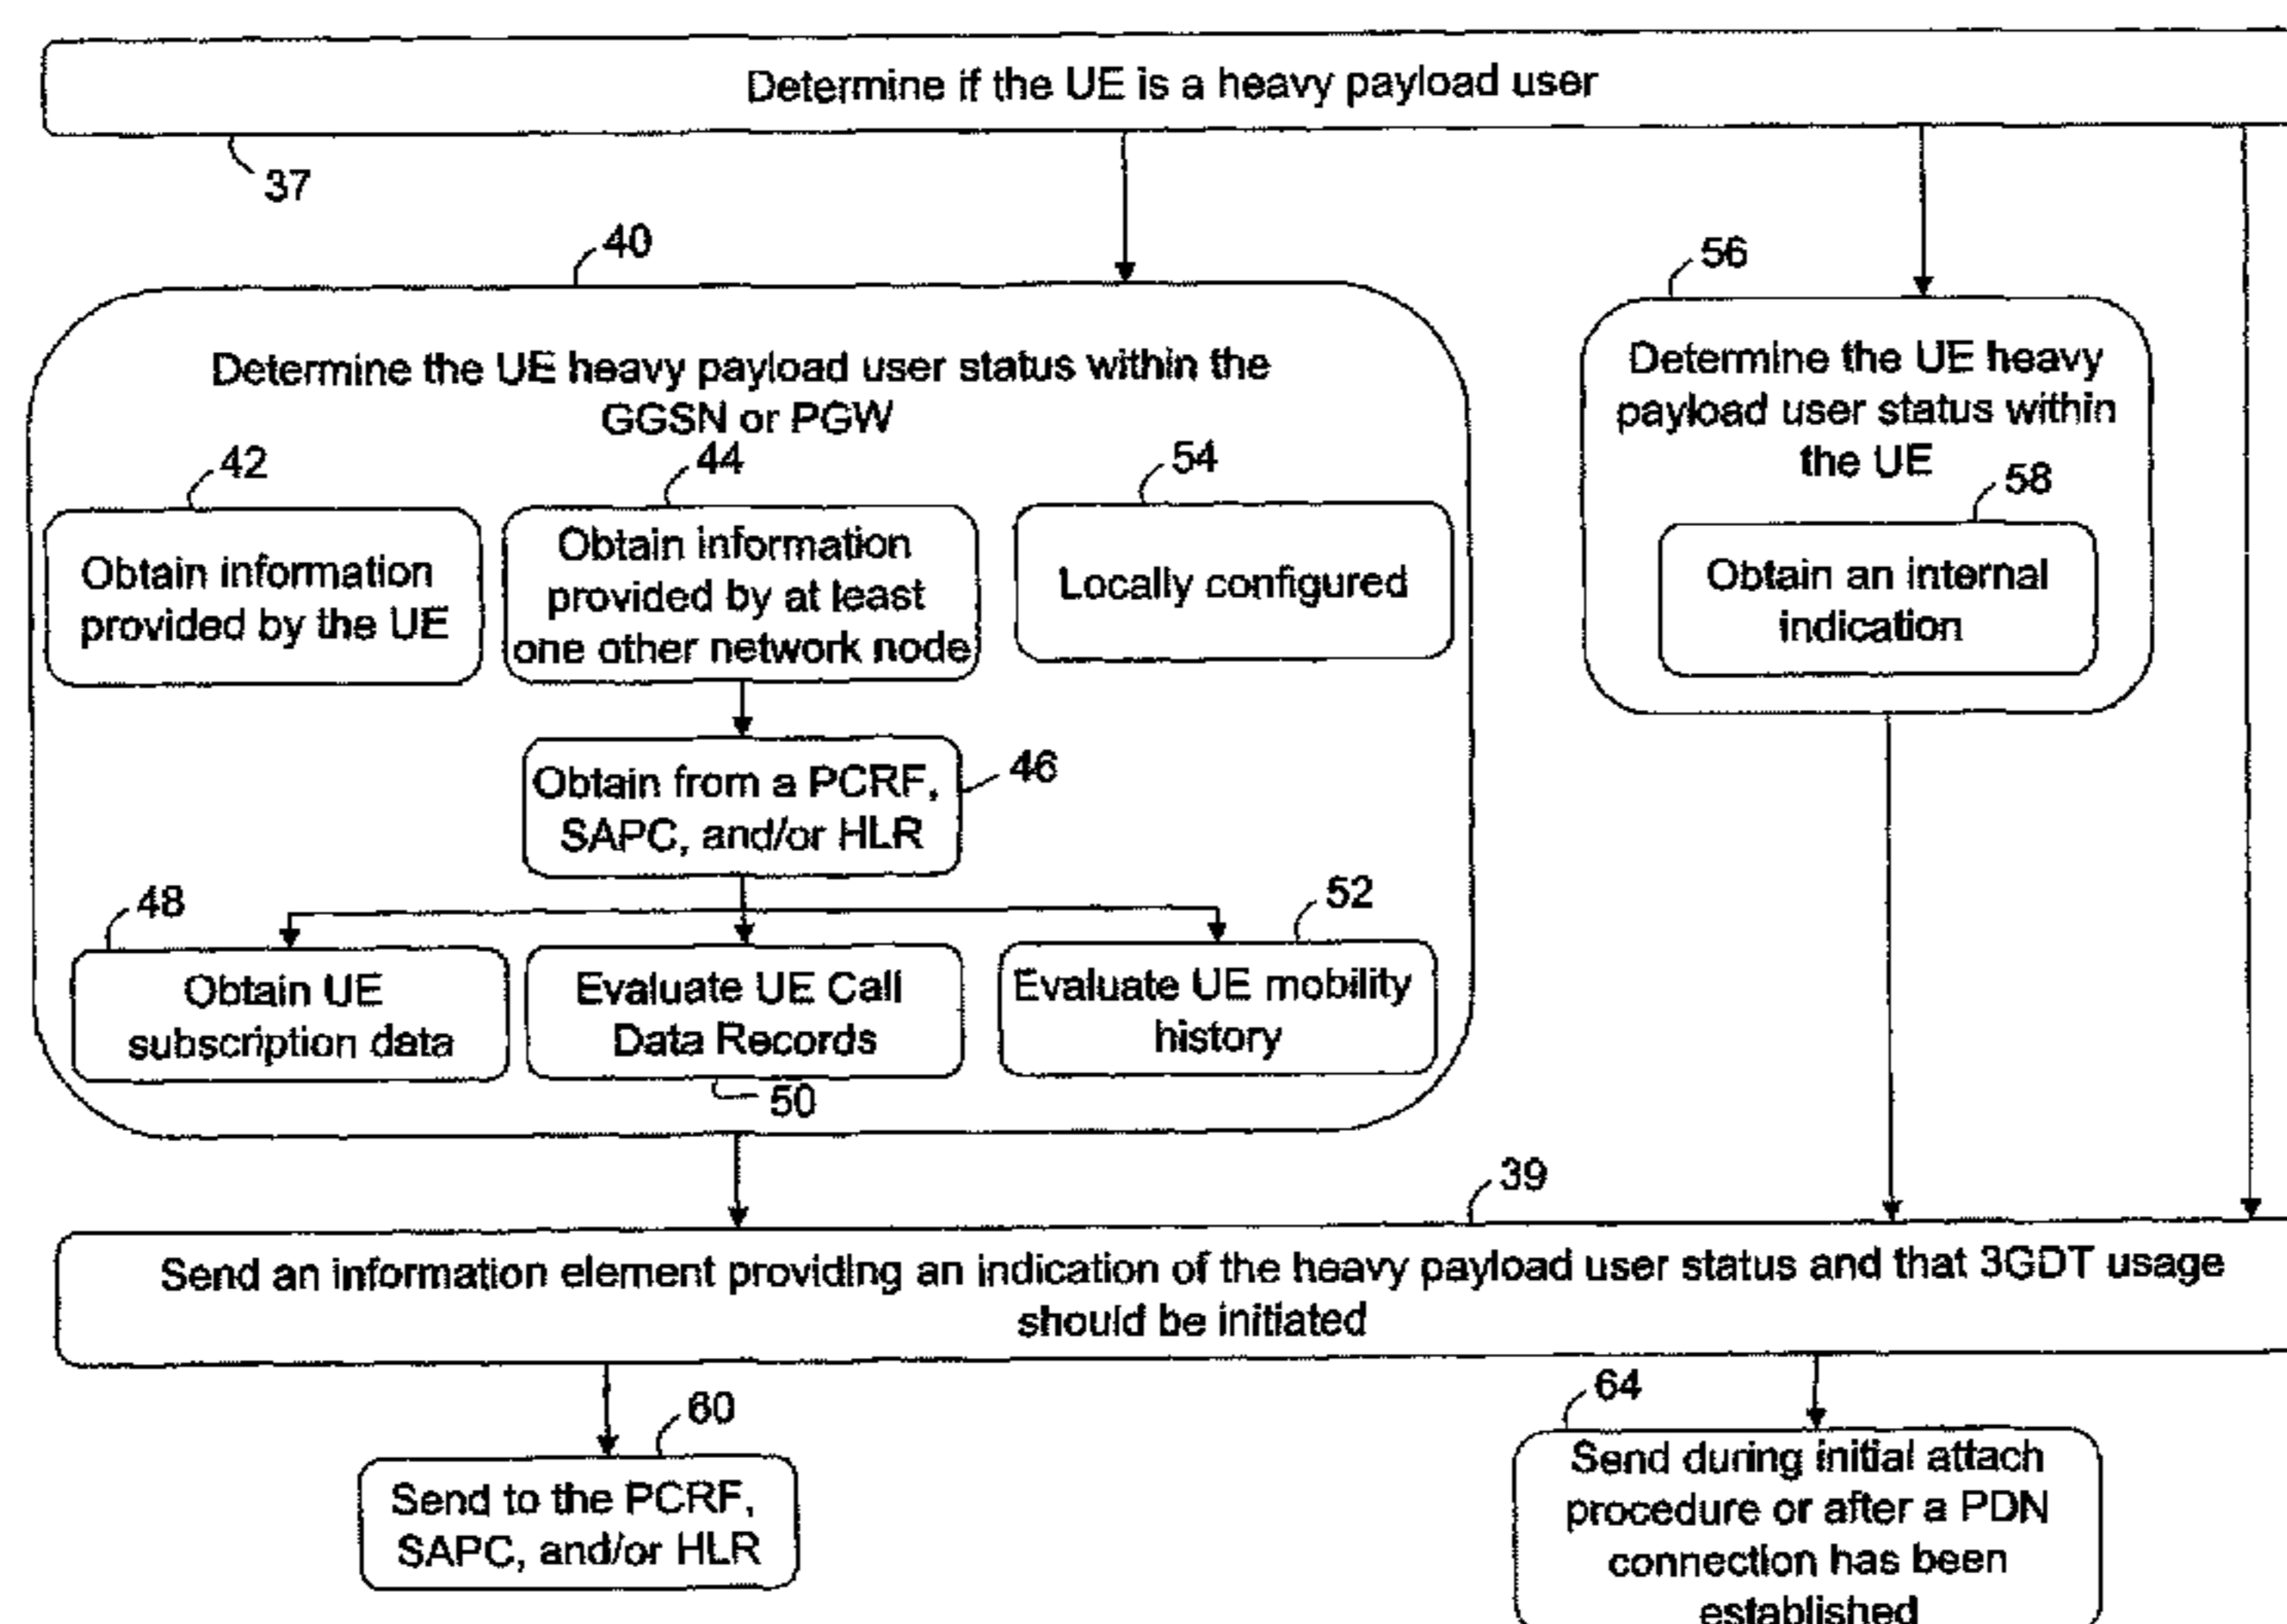 Determine if the UE is a heavy payload user
37
40
56
Determine the UE heavy payload user status within the
GGSN or PGW
Determine the UE heavy
payload user status within
the UE
42
44
54
58
Obtain information
provided by the UE
Obtain information
provided by at least
one other network node
Locally configured
Obtain an internal
indication
Obtain from a PCRF,
SAPC, and/or HLR
46
48
52
Obtain UE
subscription data
Evaluate UE Call
Data Records
Evaluate UE mobility
history
50
39
Send an information element providing an indication of the heavy payload user status and that 3GDT usage
should be initiated
60
64
Send to the PCRF,
SAPC, and/or HLR
Send during initial attach
procedure or after a PDN
connection has been
established